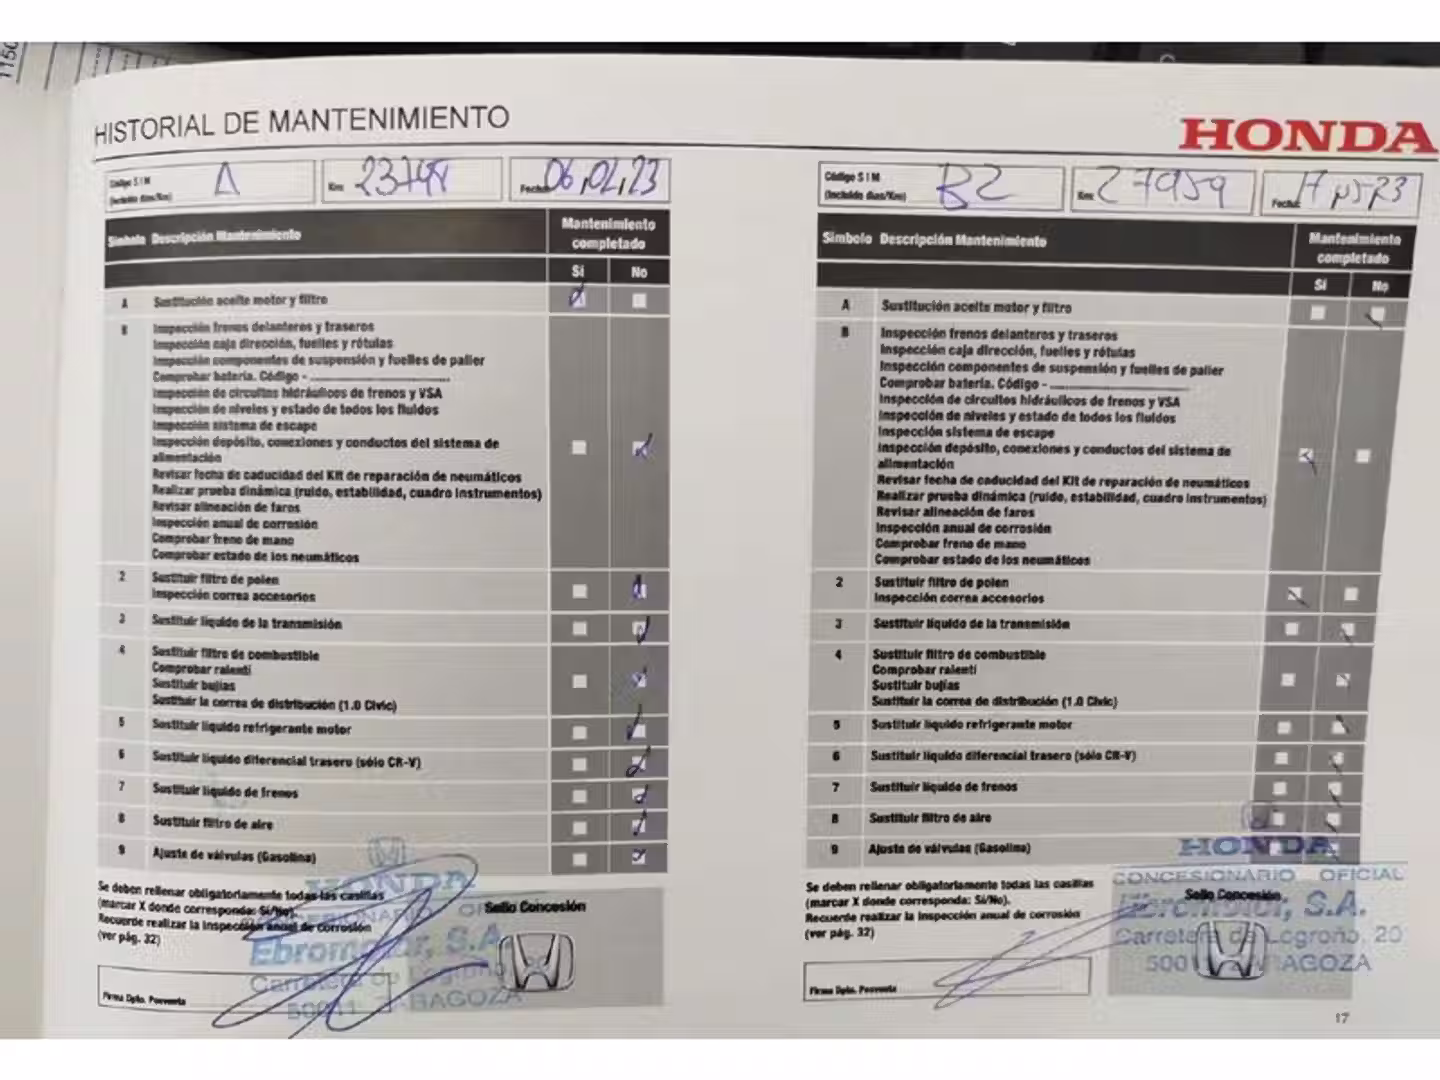 HISTORIAL DE MANTENIMIENTO
HONDA
Código S I M
(Incluido días/Km)
A
Km:
Fecha:
Símbolo Descripción Mantenimiento
Mantenimiento
completado
Sí No
A Sustitución aceite motor y filtro
B Inspección frenos delanteros y traseros
Inspección caja dirección, fuelles y rótulas
Inspección componentes de suspensión y fuelles de palier
Comprobar batería. Código -
Inspección de circuitos hidráulicos de frenos y VSA
Inspección de niveles y estado de todos los fluidos
Inspección sistema de escape
Inspección depósito, conexiones y conductos del sistema de
alimentación
Revisar fecha de caducidad del Kit de reparación de neumáticos
Realizar prueba dinámica (ruido, estabilidad, cuadro instrumentos)
Revisar alineación de faros
Inspección anual de corrosión
Comprobar freno de mano
Comprobar estado de los neumáticos
2 Sustituir filtro de polen
Inspección correa accesorios
3 Sustituir líquido de la transmisión
4 Sustituir filtro de combustible
Comprobar ralentí
Sustituir bujías
Sustituir la correa de distribución (1.0 Civic)
5 Sustituir líquido refrigerante motor
6 Sustituir líquido diferencial trasero (sólo CR-V)
7 Sustituir líquido de frenos
8 Sustituir filtro de aire
9 Ajuste de válvulas (Gasolina)
Se deben rellenar obligatoriamente todas las casillas
(marcar X donde corresponda: Sí/No).
Recuerde realizar la inspección anual de corrosión
(ver pág. 32)
Firma Dpto. Posventa
Sello Concesión
HONDA
Ebromotor, S.A.
Carretera de Logroño,
50011 ZARAGOZA
Código S I M
(Incluido días/Km)
B2
Km: 27959
Fecha:
Símbolo Descripción Mantenimiento
Mantenimiento
completado
Sí No
A Sustitución aceite motor y filtro
B Inspección frenos delanteros y traseros
Inspección caja dirección, fuelles y rótulas
Inspección componentes de suspensión y fuelles de palier
Comprobar batería. Código -
Inspección de circuitos hidráulicos de frenos y VSA
Inspección de niveles y estado de todos los fluidos
Inspección sistema de escape
Inspección depósito, conexiones y conductos del sistema de
alimentación
Revisar fecha de caducidad del Kit de reparación de neumáticos
Realizar prueba dinámica (ruido, estabilidad, cuadro instrumentos)
Revisar alineación de faros
Inspección anual de corrosión
Comprobar freno de mano
Comprobar estado de los neumáticos
2 Sustituir filtro de polen
Inspección correa accesorios
3 Sustituir líquido de la transmisión
4 Sustituir filtro de combustible
Comprobar ralentí
Sustituir bujías
Sustituir la correa de distribución (1.0 Civic)
5 Sustituir líquido refrigerante motor
6 Sustituir líquido diferencial trasero (sólo CR-V)
7 Sustituir líquido de frenos
8 Sustituir filtro de aire
9 Ajuste de válvulas (Gasolina)
Se deben rellenar obligatoriamente todas las casillas
(marcar X donde corresponda: Sí/No).
Recuerde realizar la inspección anual de corrosión
(ver pág. 32)
Firma Dpto. Posventa
HONDA
CONCESIONARIO OFICIAL
Sello Concesión
Ebromotor, S.A.
Carretera de Logroño, 20
ZARAGOZA
17